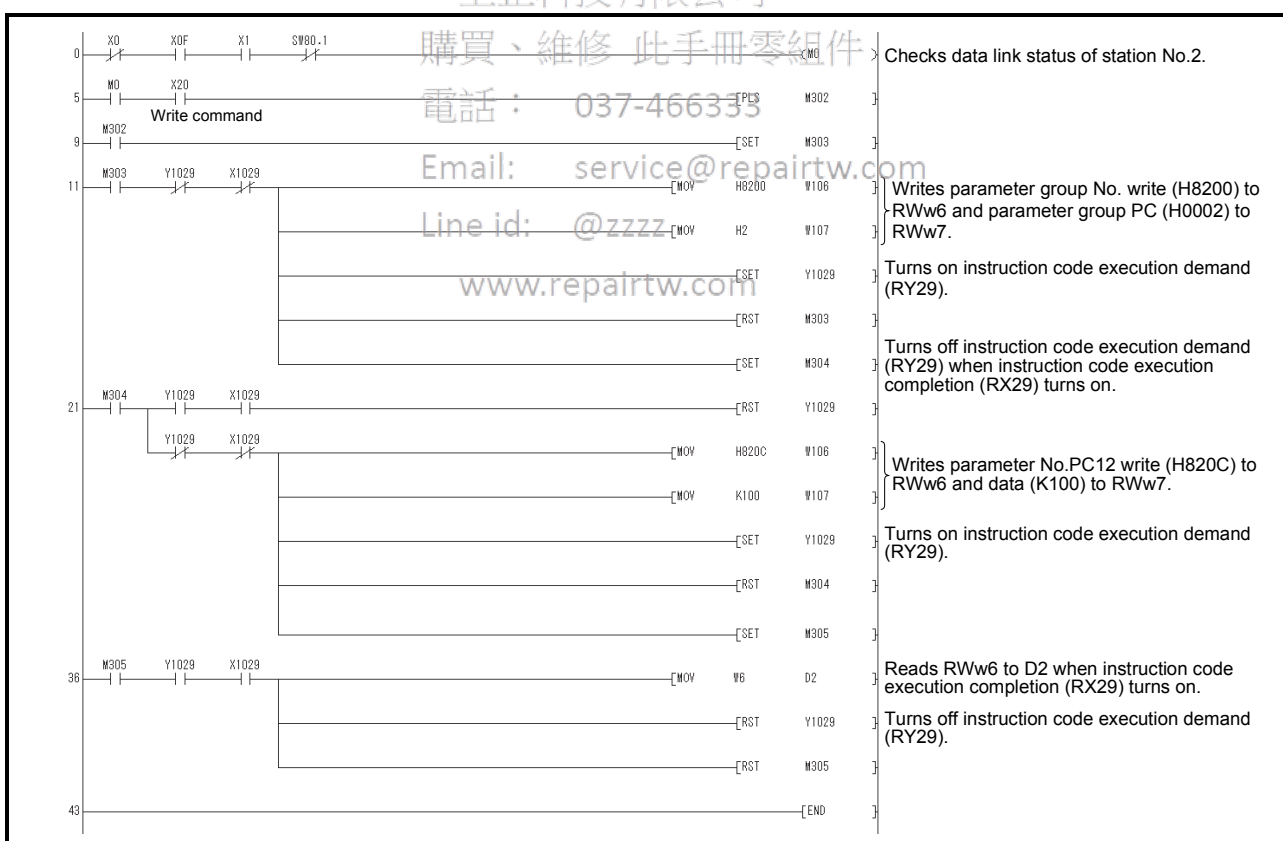 0 X0 X0F X1 SW80.1 M0 Checks data link status of station No.2.
購買、維修 此手冊零組件
5 M0 X20 PLS M302
Write command
電話： 037-466333
9 M302 SET M303
Email: service@repairtw.com
11 M303 Y1029 X1029 MOV H8200 W106
Writes parameter group No. write (H8200) to
RWw6 and parameter group PC (H0002) to
RWw7.
Line id: @zzzz
MOV H2 W107
SET Y1029
Turns on instruction code execution demand
(RY29).
www.repairtw.com
RST M303
SET M304
Turns off instruction code execution demand
(RY29) when instruction code execution
completion (RX29) turns on.
21 M304 Y1029 X1029 RST Y1029
Y1029 X1029 MOV H820C W106
Writes parameter No.PC12 write (H820C) to
RWw6 and data (K100) to RWw7.
MOV K100 W107
SET Y1029
Turns on instruction code execution demand
(RY29).
RST M304
SET M305
36 M305 Y1029 X1029 MOV W6 D2
Reads RWw6 to D2 when instruction code
execution completion (RX29) turns on.
RST Y1029
Turns off instruction code execution demand
(RY29).
RST M305
43 END